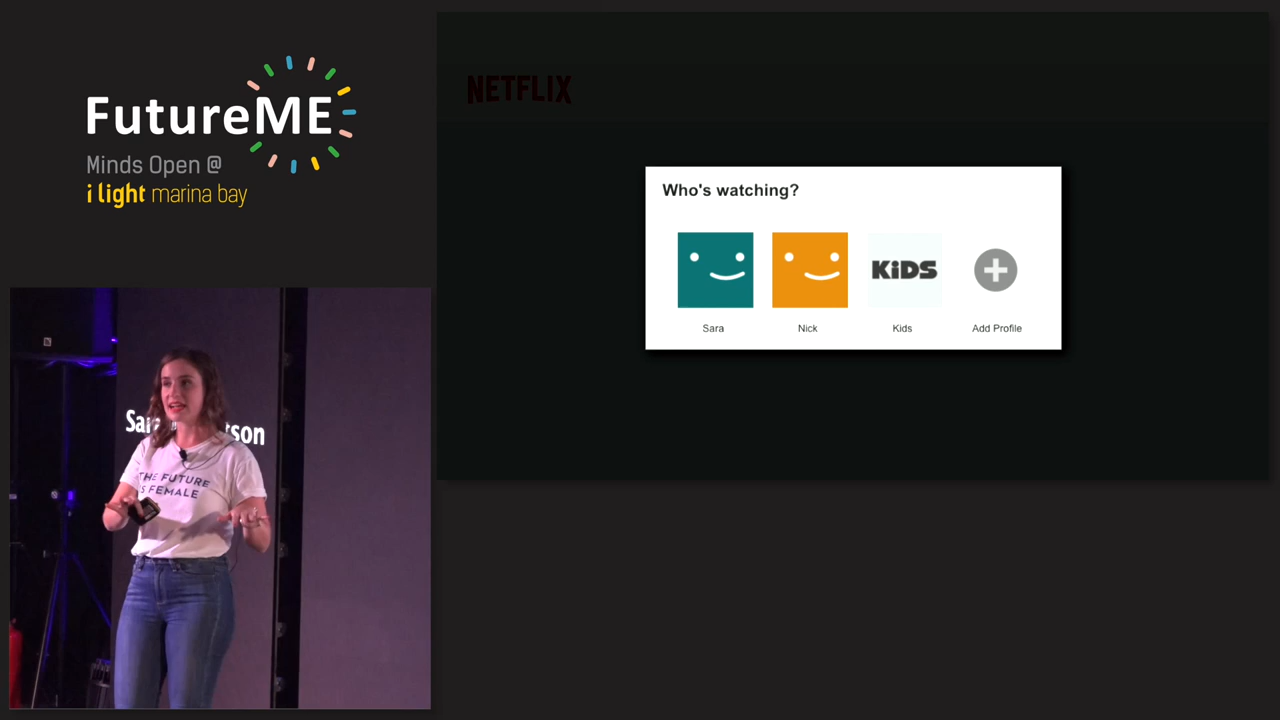 FutureME
Minds Open @
i light marina bay
NETFLIX
Who's watching?
KiDS
Sara
Nick
Kids
Add Profile
THE FUTURE
IS FEMALE